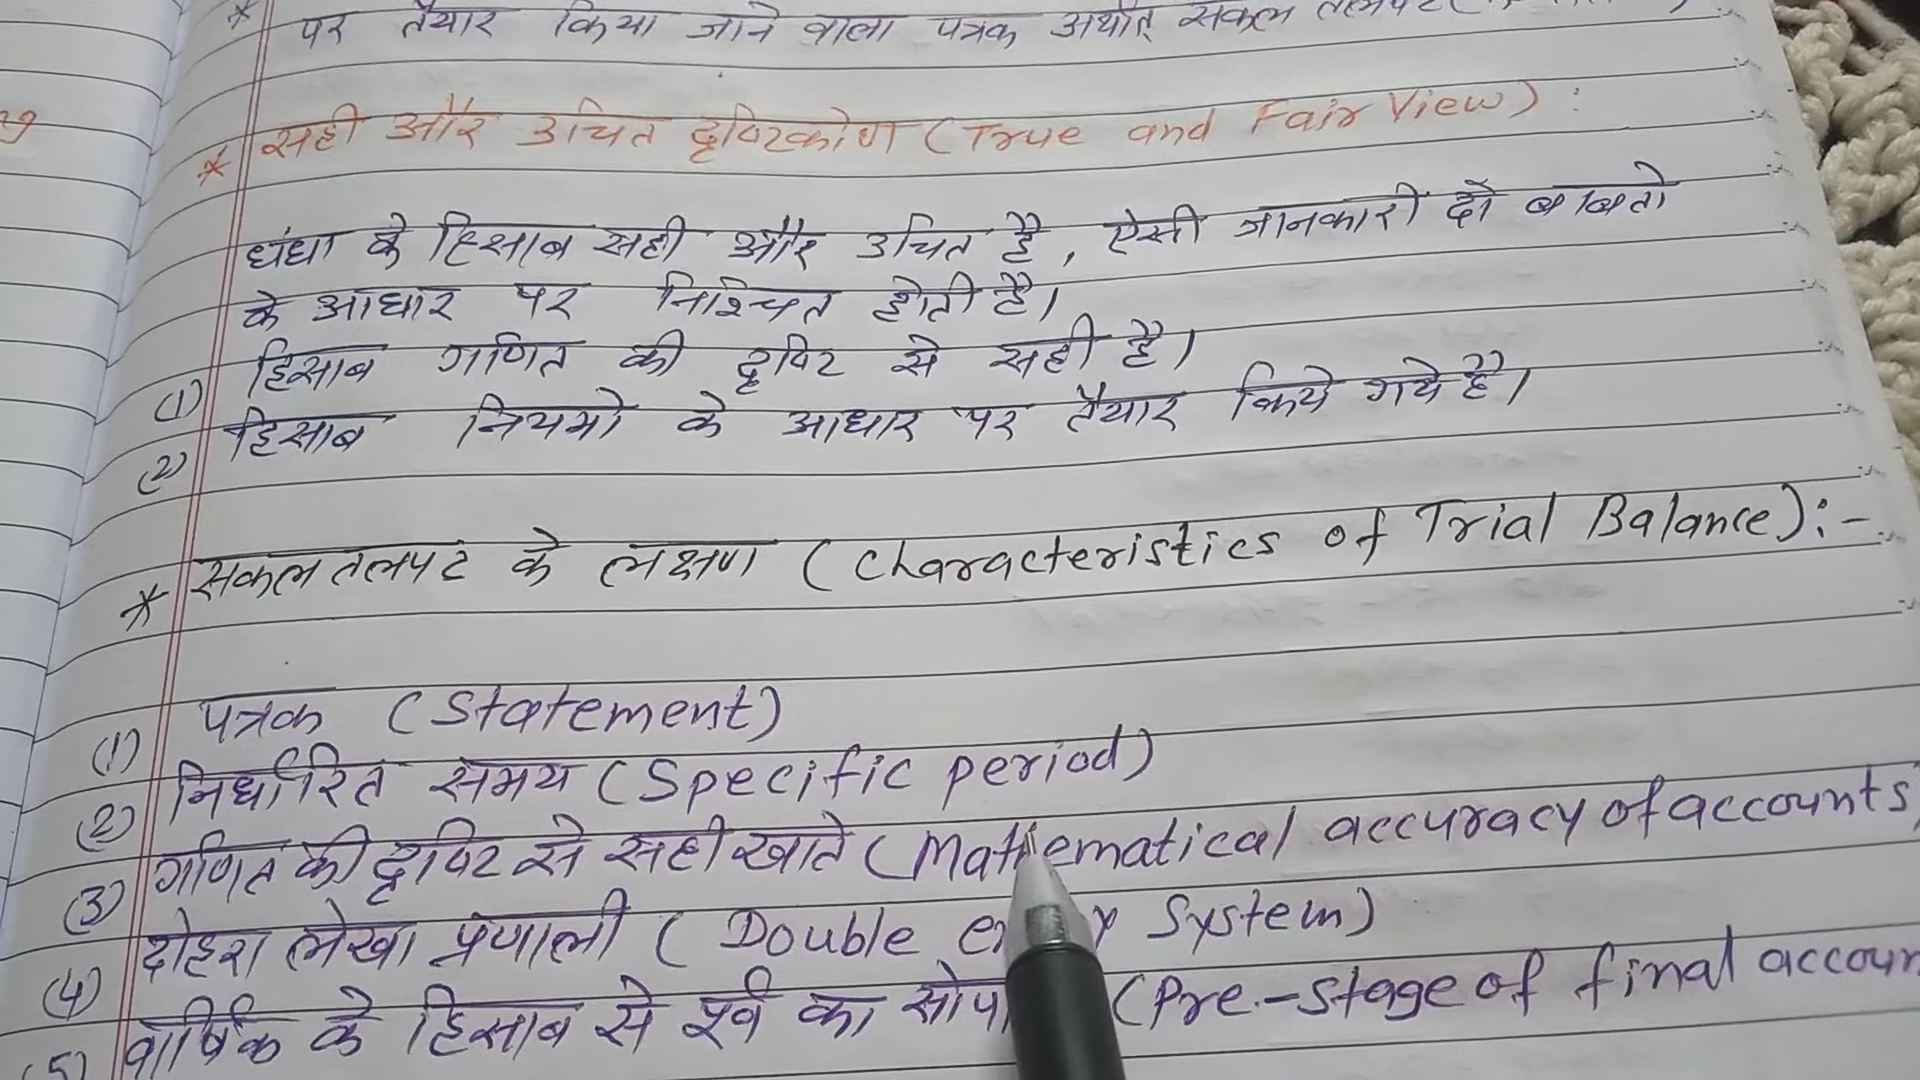 * पर तैयार किया जाने वाला पत्रक अर्थात् सकल तलपट
* सही और उचित दृष्टिकोण (True and Fair View) :
धंधा के हिसाब सही और उचित है, ऐसी जानकारी दो बाबतो
के आधार पर निश्चित होती है।
(1) हिसाब गणित की दृष्टि से सही है।
(2) हिसाब नियमो के आधार पर तैयार किये गये है।
* सकल तलपट के लक्षण (Characteristics of Trial Balance) :-
(1) पत्रक (Statement)
(2) निर्धारित समय (Specific period)
(3) गणित की दृष्टि से सही खाते (Mathematical accuracy of accounts)
(4) दोहरा लेखा प्रणाली (Double System)
(5) वार्षिक के हिसाब से पूर्व का (Pre-stage of final